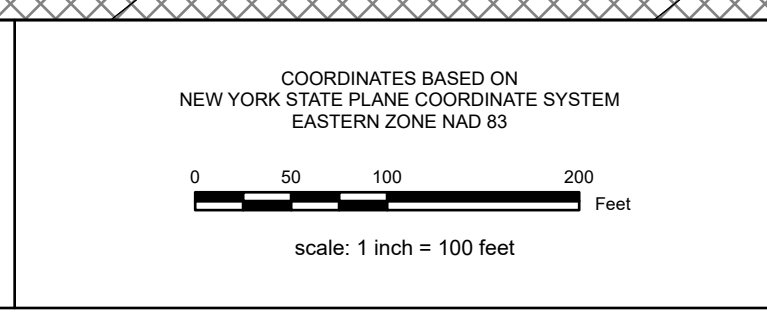 COORDINATES BASED ON
NEW YORK STATE PLANE COORDINATE SYSTEM
EASTERN ZONE NAD 83
0 50 100 200
Feet
scale: 1 inch = 100 feet